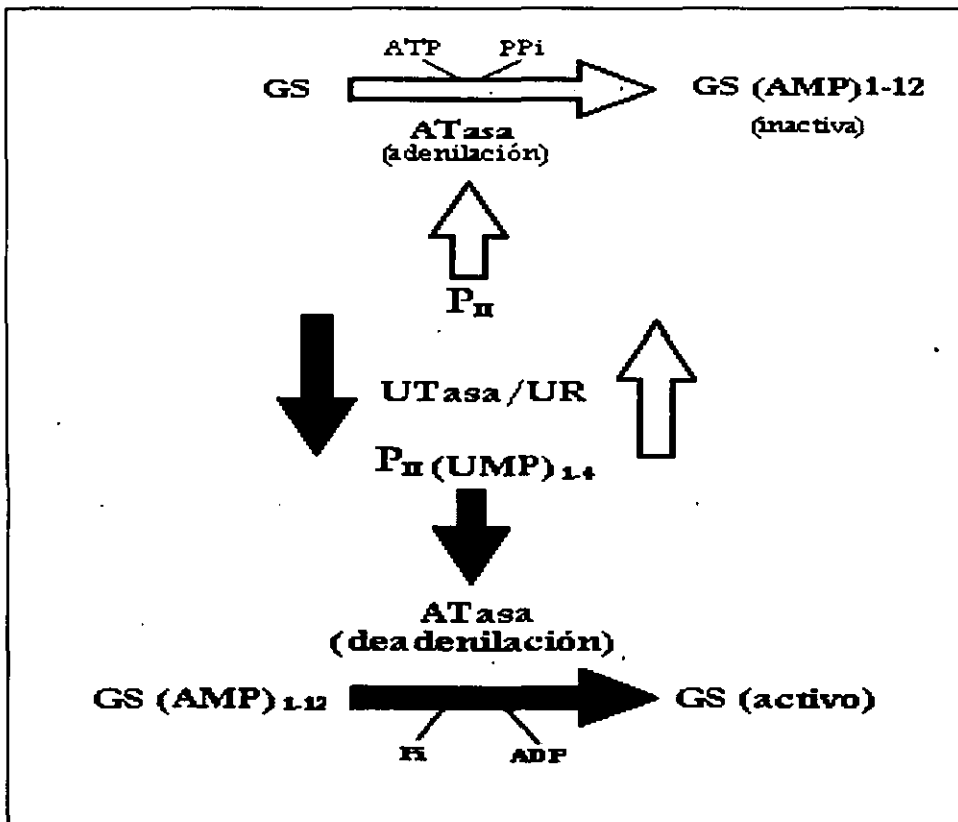 ATP PPi
GS GS (AMP)1-12
(inactiva)
ATasa
(adenilación)
PII
UTasa/UR
PII (UMP)1-4
ATasa
(deadenilación)
GS (AMP)1-12 GS (activo)
Pi ADP